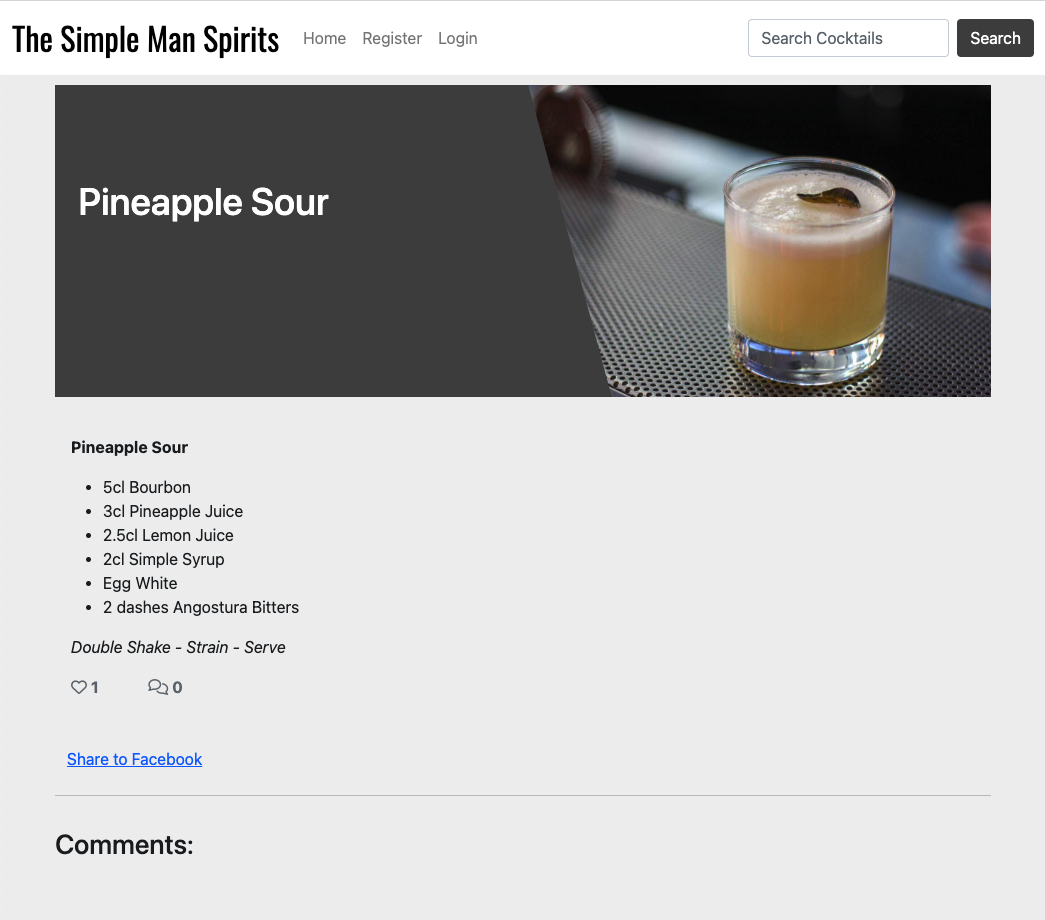 The Simple Man Spirits Home Register Login Search Cocktails Search
Pineapple Sour
Pineapple Sour
5cl Bourbon
3cl Pineapple Juice
2.5cl Lemon Juice
2cl Simple Syrup
Egg White
2 dashes Angostura Bitters
Double Shake - Strain - Serve
1 0
Share to Facebook
Comments: